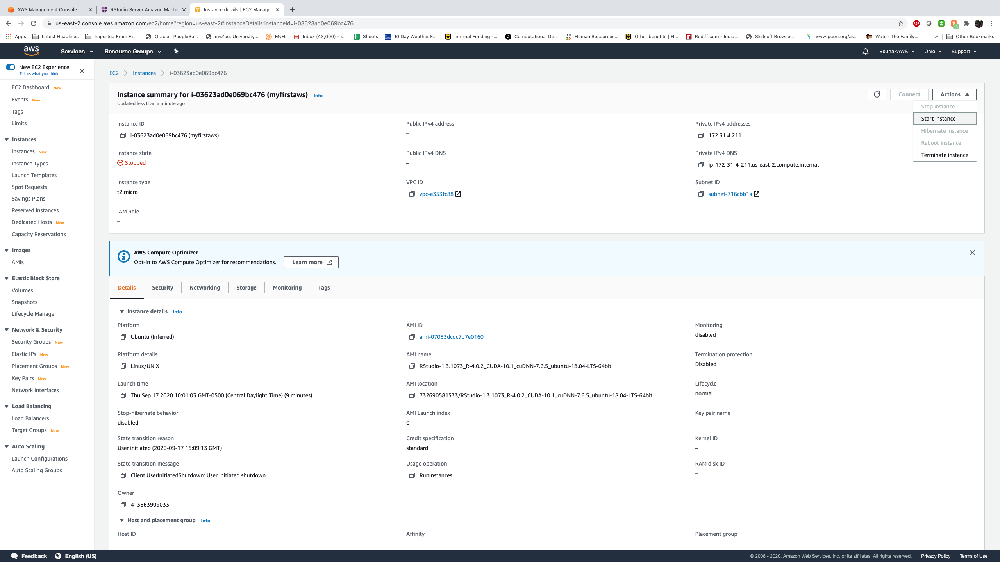 AWS Management Console
RStudio Server Amazon Machin
Instance details | EC2 Manage
us-east-2.console.aws.amazon.com/ec2/home?region=us-east-2#InstanceDetails:instanceId=i-03623ad0e069bc476
ABP
13
Apps Latest Headlines Imported From Fir... Oracle | PeopleSo... myZou: University... MyHr Inbox (43,000) - s... Sheets 10 Day Weather F... Internal Funding -... Computational Ge... Human Resources... Other benefits | H... Rediff.com - India... Skillsoft Browser... www.pcori.org/as... Watch The Family... » Other Bookmarks
aws Services Resource Groups SounakAWS Ohio Support
New EC2 Experience
Tell us what you think
EC2 Dashboard New
Events New
Tags
Limits
Instances
Instances New
Instance Types
Launch Templates
Spot Requests
Savings Plans
Reserved Instances
Dedicated Hosts New
Capacity Reservations
Images
AMIs
Elastic Block Store
Volumes
Snapshots
Lifecycle Manager
Network & Security
Security Groups New
Elastic IPs New
Placement Groups New
Key Pairs New
Network Interfaces
Load Balancing
Load Balancers
Target Groups New
Auto Scaling
Launch Configurations
Auto Scaling Groups
EC2 Instances i-03623ad0e069bc476
Instance summary for i-03623ad0e069bc476 (myfirstaws) Info
Updated less than a minute ago
Connect Actions
Stop instance
Start instance
Hibernate instance
Reboot instance
Terminate instance
Instance ID
i-03623ad0e069bc476 (myfirstaws)
Instance state
Stopped
Instance type
t2.micro
IAM Role
–
Public IPv4 address
–
Public IPv4 DNS
–
VPC ID
vpc-e353fc88
Private IPv4 addresses
172.31.4.211
Private IPv4 DNS
ip-172-31-4-211.us-east-2.compute.internal
Subnet ID
subnet-716cbb1a
AWS Compute Optimizer
Opt-in to AWS Compute Optimizer for recommendations. Learn more
Details Security Networking Storage Monitoring Tags
Instance details Info
Platform
Ubuntu (Inferred)
Platform details
Linux/UNIX
Launch time
Thu Sep 17 2020 10:01:03 GMT-0500 (Central Daylight Time) (9 minutes)
Stop-hibernate behavior
disabled
State transition reason
User initiated (2020-09-17 15:09:13 GMT)
State transition message
Client.UserInitiatedShutdown: User initiated shutdown
Owner
413563909033
AMI ID
ami-07083dcdc7b7e0160
AMI name
RStudio-1.3.1073_R-4.0.2_CUDA-10.1_cuDNN-7.6.5_ubuntu-18.04-LTS-64bit
AMI location
732690581533/RStudio-1.3.1073_R-4.0.2_CUDA-10.1_cuDNN-7.6.5_ubuntu-18.04-LTS-64bit
AMI Launch index
0
Credit specification
standard
Usage operation
RunInstances
Monitoring
disabled
Termination protection
Disabled
Lifecycle
normal
Key pair name
–
Kernel ID
–
RAM disk ID
–
Host and placement group Info
Host ID
–
Affinity
–
Placement group
–
Feedback English (US) © 2008 - 2020, Amazon Web Services, Inc. or its affiliates. All rights reserved. Privacy Policy Terms of Use